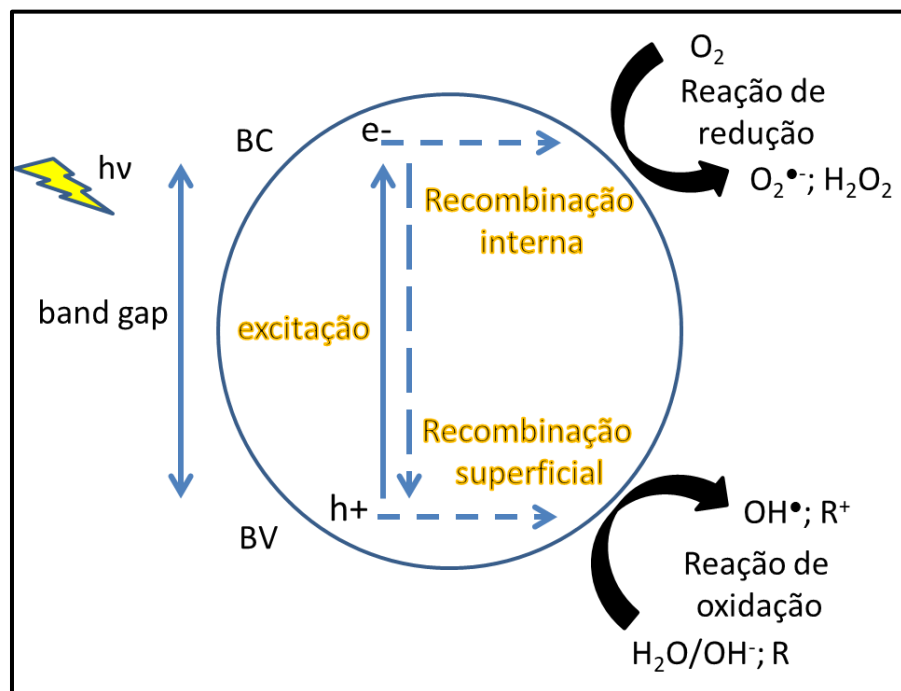 O₂
Reação de
redução
O₂•-; H₂O₂
BC
e-
hν
Recombinação
interna
band gap
excitação
Recombinação
superficial
h+
BV
OH•; R⁺
Reação de
oxidação
H₂O/OH⁻; R